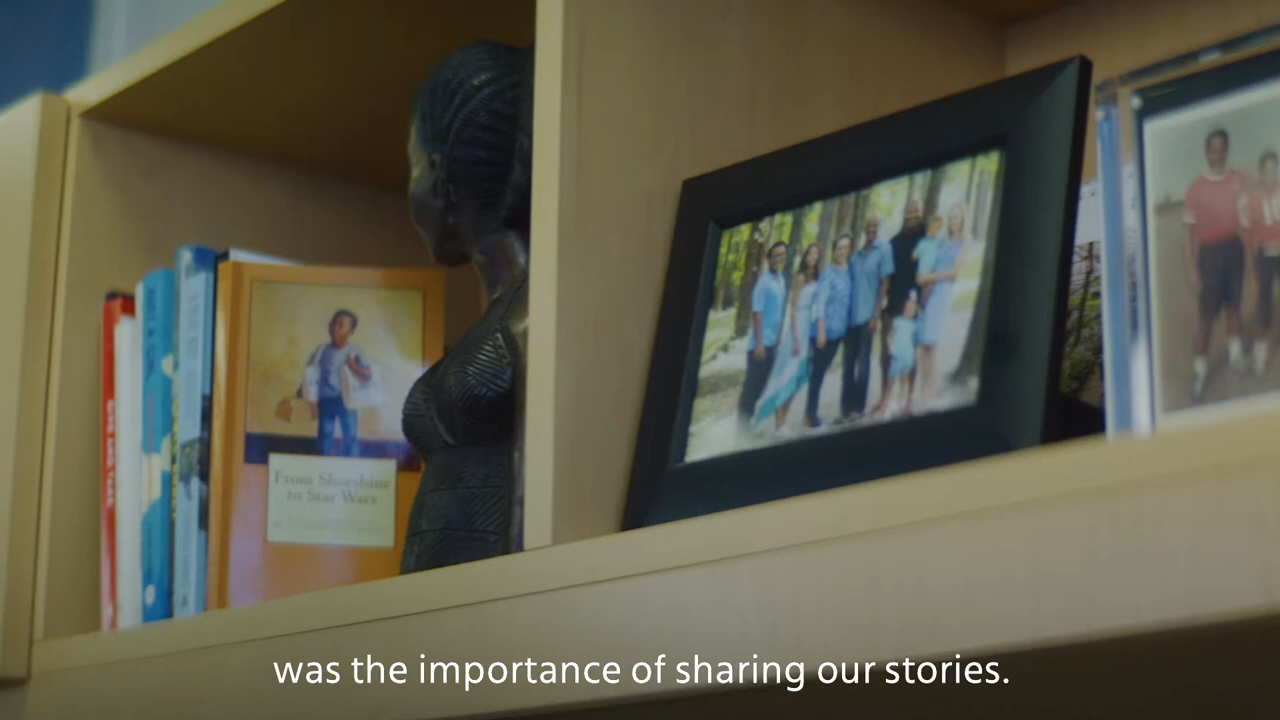 From Shoeshine
to Star Wars
was the importance of sharing our stories.